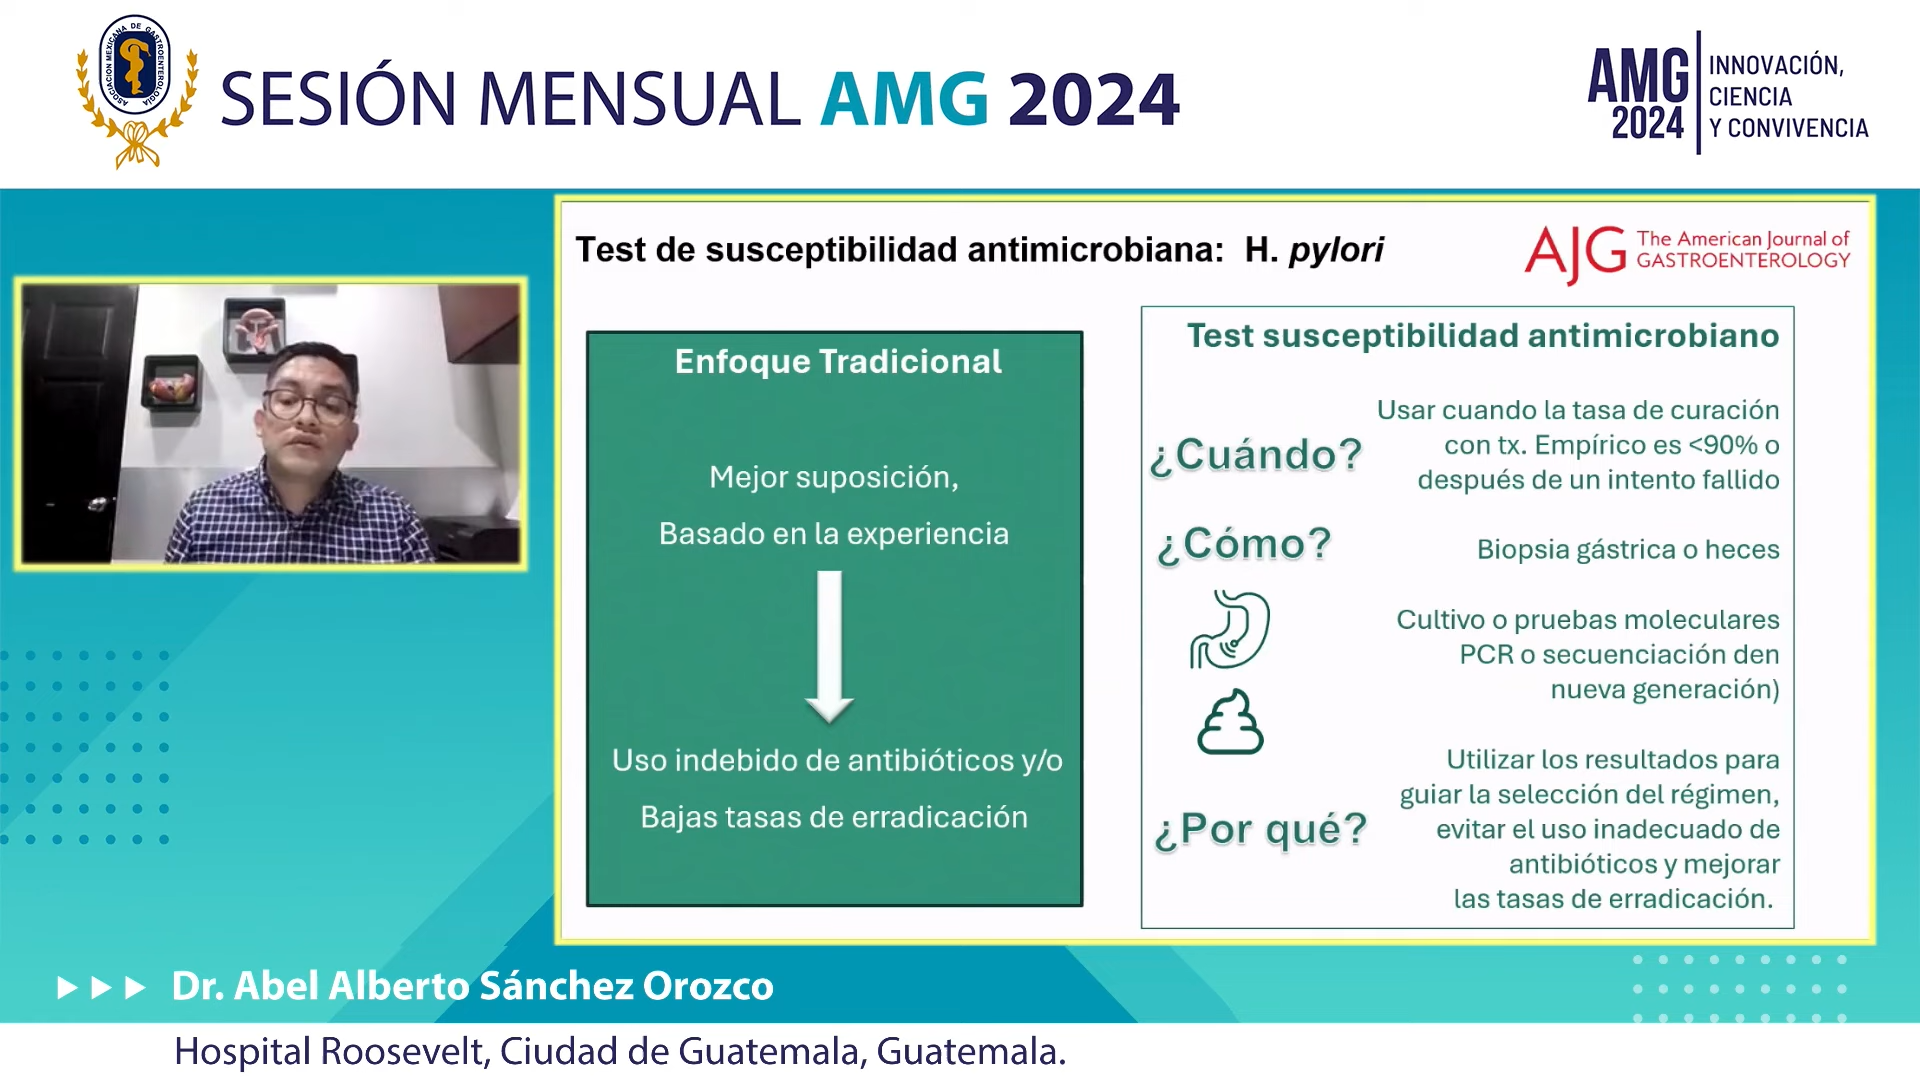 ASOCIACIÓN MEXICANA DE GASTROENTEROLOGÍA
SESIÓN MENSUAL AMG 2024
AMG 2024
INNOVACIÓN,
CIENCIA
Y CONVIVENCIA
Test de susceptibilidad antimicrobiana: H. pylori
AJG The American Journal of
GASTROENTEROLOGY
Enfoque Tradicional
Mejor suposición,
Basado en la experiencia
Uso indebido de antibióticos y/o
Bajas tasas de erradicación
Test susceptibilidad antimicrobiano
¿Cuándo?
Usar cuando la tasa de curación
con tx. Empírico es <90% o
después de un intento fallido
¿Cómo?
Biopsia gástrica o heces
Cultivo o pruebas moleculares
PCR o secuenciación den
nueva generación)
¿Por qué?
Utilizar los resultados para
guiar la selección del régimen,
evitar el uso inadecuado de
antibióticos y mejorar
las tasas de erradicación.
Dr. Abel Alberto Sánchez Orozco
Hospital Roosevelt, Ciudad de Guatemala, Guatemala.